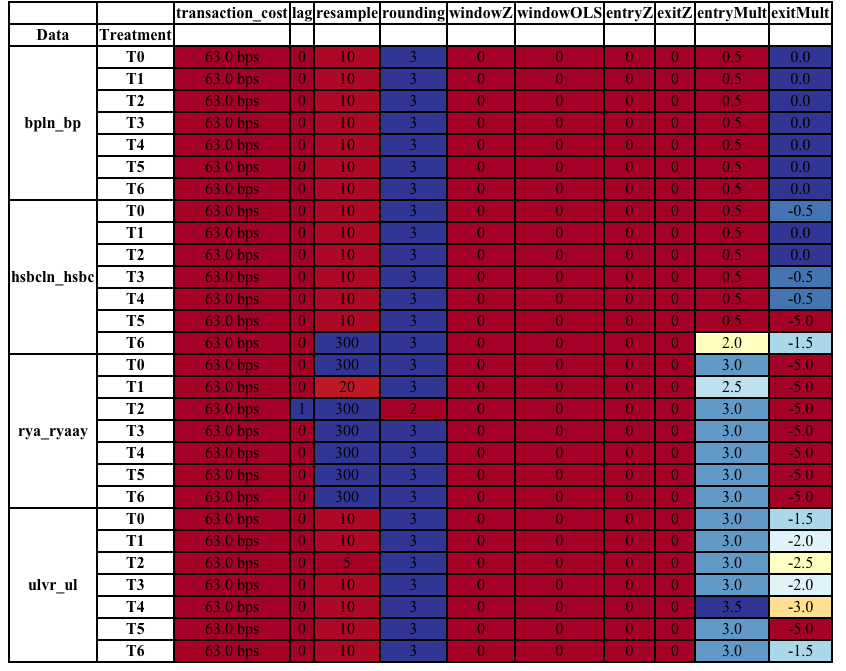 transaction_cost lag resample rounding windowZ windowOLS entryZ exitZ entryMult exitMult
Data Treatment
bpln_bp T0 63.0 bps 0 10 3 0 0 0 0 0.5 0.0
T1 63.0 bps 0 10 3 0 0 0 0 0.5 0.0
T2 63.0 bps 0 10 3 0 0 0 0 0.5 0.0
T3 63.0 bps 0 10 3 0 0 0 0 0.5 0.0
T4 63.0 bps 0 10 3 0 0 0 0 0.5 0.0
T5 63.0 bps 0 10 3 0 0 0 0 0.5 0.0
T6 63.0 bps 0 10 3 0 0 0 0 0.5 0.0
hsbcln_hsbc T0 63.0 bps 0 10 3 0 0 0 0 0.5 -0.5
T1 63.0 bps 0 10 3 0 0 0 0 0.5 0.0
T2 63.0 bps 0 10 3 0 0 0 0 0.5 0.0
T3 63.0 bps 0 10 3 0 0 0 0 0.5 -0.5
T4 63.0 bps 0 10 3 0 0 0 0 0.5 -0.5
T5 63.0 bps 0 10 3 0 0 0 0 0.5 -5.0
T6 63.0 bps 0 300 3 0 0 0 0 2.0 -1.5
rya_ryaay T0 63.0 bps 0 300 3 0 0 0 0 3.0 -5.0
T1 63.0 bps 0 20 3 0 0 0 0 2.5 -5.0
T2 63.0 bps 1 300 2 0 0 0 0 3.0 -5.0
T3 63.0 bps 0 300 3 0 0 0 0 3.0 -5.0
T4 63.0 bps 0 300 3 0 0 0 0 3.0 -5.0
T5 63.0 bps 0 300 3 0 0 0 0 3.0 -5.0
T6 63.0 bps 0 300 3 0 0 0 0 3.0 -5.0
ulvr_ul T0 63.0 bps 0 10 3 0 0 0 0 3.0 -1.5
T1 63.0 bps 0 10 3 0 0 0 0 3.0 -2.0
T2 63.0 bps 0 5 3 0 0 0 0 3.0 -2.5
T3 63.0 bps 0 10 3 0 0 0 0 3.0 -2.0
T4 63.0 bps 0 10 3 0 0 0 0 3.5 -3.0
T5 63.0 bps 0 10 3 0 0 0 0 3.0 -5.0
T6 63.0 bps 0 10 3 0 0 0 0 3.0 -1.5